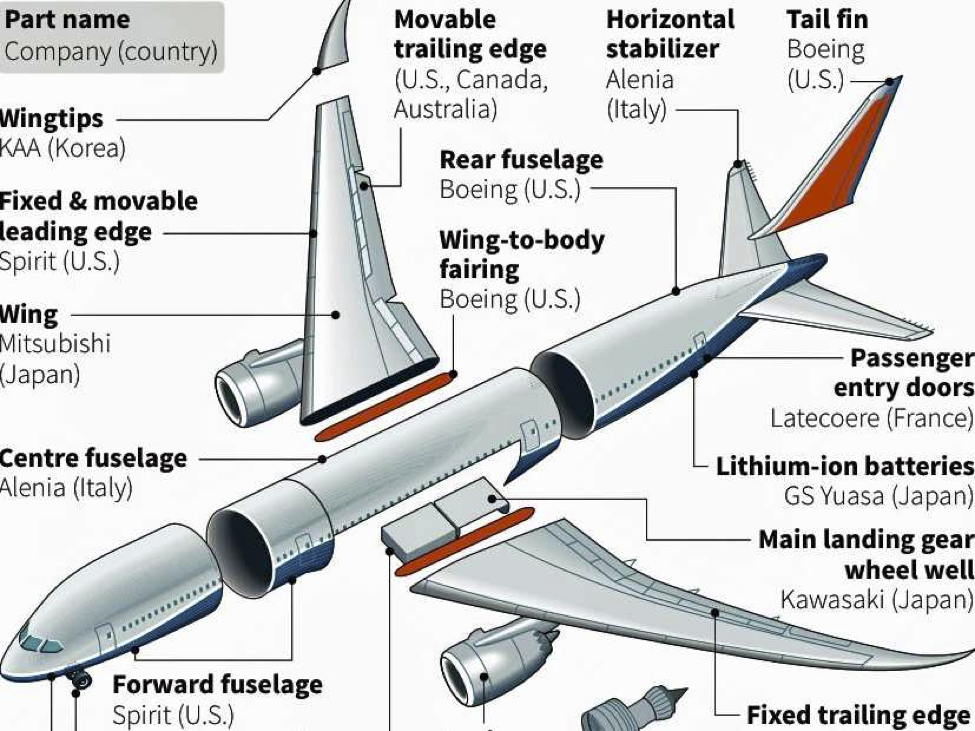 Part name
Company (country)
Wingtips
KAA (Korea)
Fixed & movable
leading edge
Spirit (U.S.)
Wing
Mitsubishi
(Japan)
Centre fuselage
Alenia (Italy)
Movable
trailing edge
(U.S., Canada,
Australia)
Rear fuselage
Boeing (U.S.)
Wing-to-body
fairing
Boeing (U.S.)
Horizontal
stabilizer
Alenia
(Italy)
Tail fin
Boeing
(U.S.)
Passenger
entry doors
Latecoere (France)
Lithium-ion batteries
GS Yuasa (Japan)
Main landing gear
wheel well
Kawasaki (Japan)
Forward fuselage
Spirit (U.S.)
Fixed trailing edge